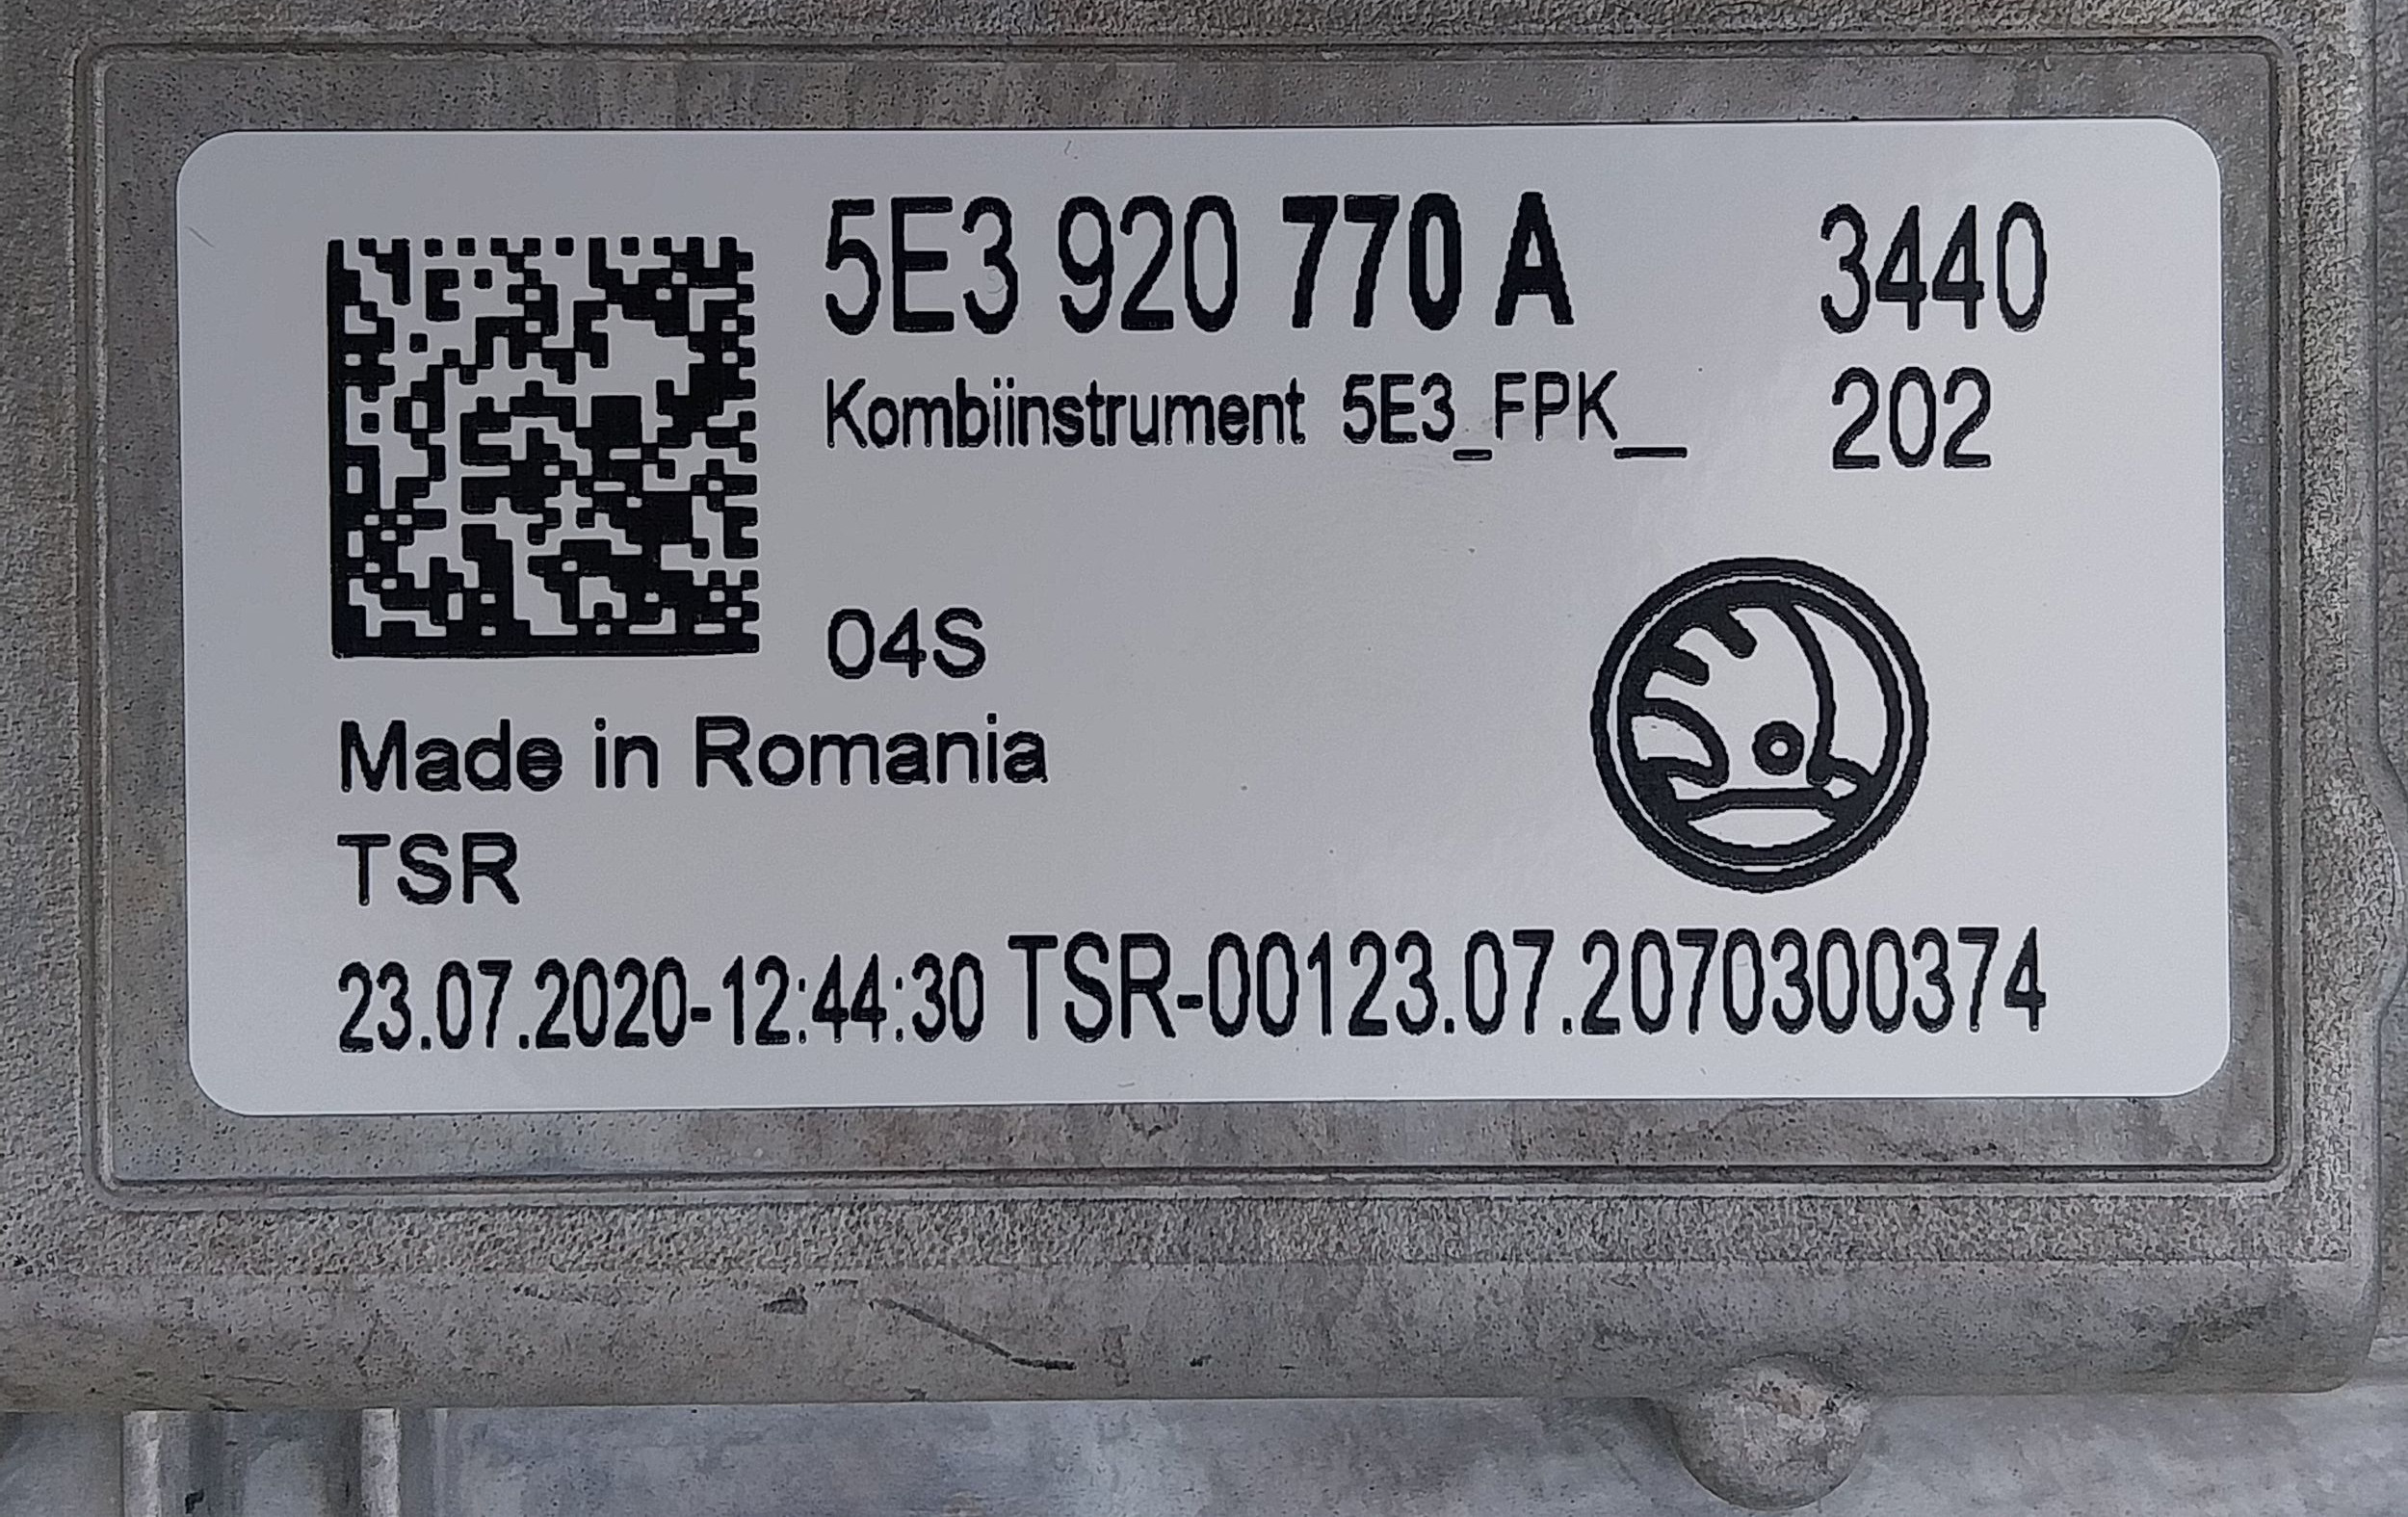 5E3 920 770 A 3440
Kombiinstrument 5E3_FPK__ 202
04S
Made in Romania
TSR
23.07.2020-12:44:30 TSR-00123.07.2070300374